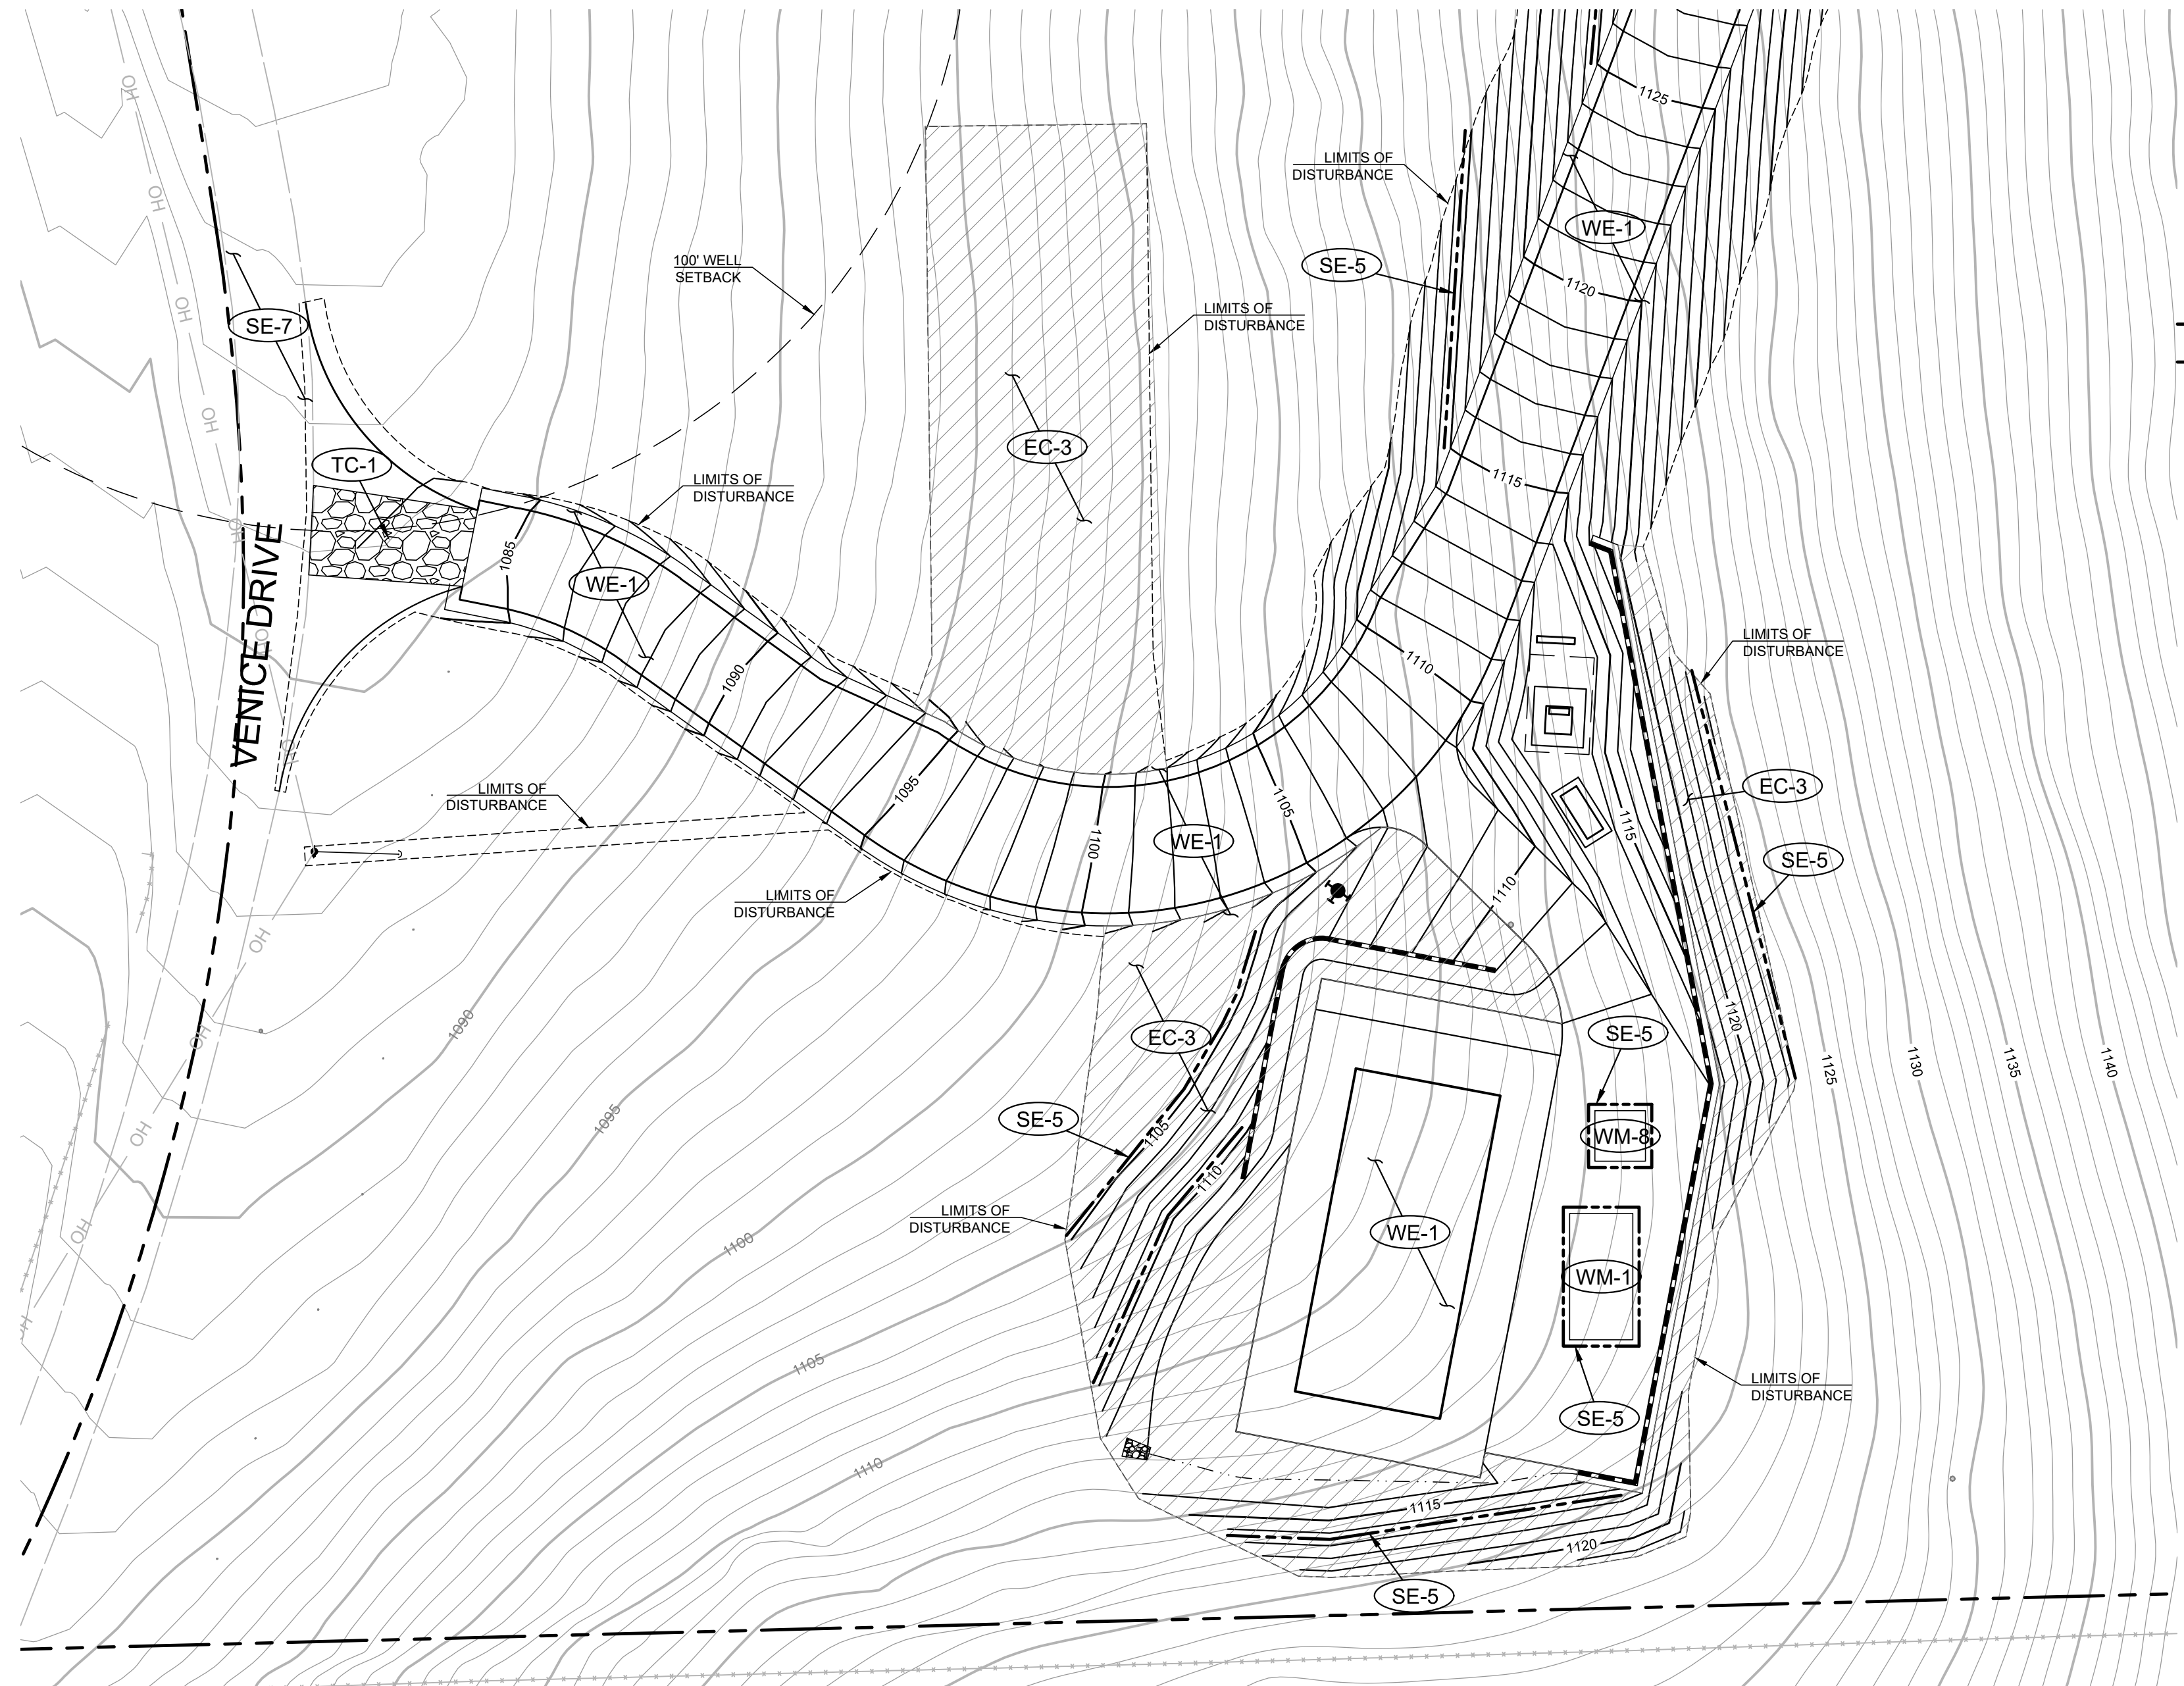 OH
OH
OH
OH
OH
OH
OH
OH
OH
OH
OH
OH
1125
LIMITS OF
DISTURBANCE
WE-1
100' WELL
SETBACK
SE-5
1120
SE-7
LIMITS OF
DISTURBANCE
EC-3
TC-1
LIMITS OF
DISTURBANCE
1115
VENICE DRIVE
1085
WE-1
1090
1110
LIMITS OF
DISTURBANCE
LIMITS OF
DISTURBANCE
1095
1105
1100
WE-1
1115
EC-3
SE-5
LIMITS OF
DISTURBANCE
1110
1090
EC-3
1120
SE-5
1125
1130
1135
1140
1095
SE-5
1105
WM-8
1110
LIMITS OF
DISTURBANCE
1100
WE-1
WM-1
1105
LIMITS OF
DISTURBANCE
SE-5
1110
1115
1120
SE-5